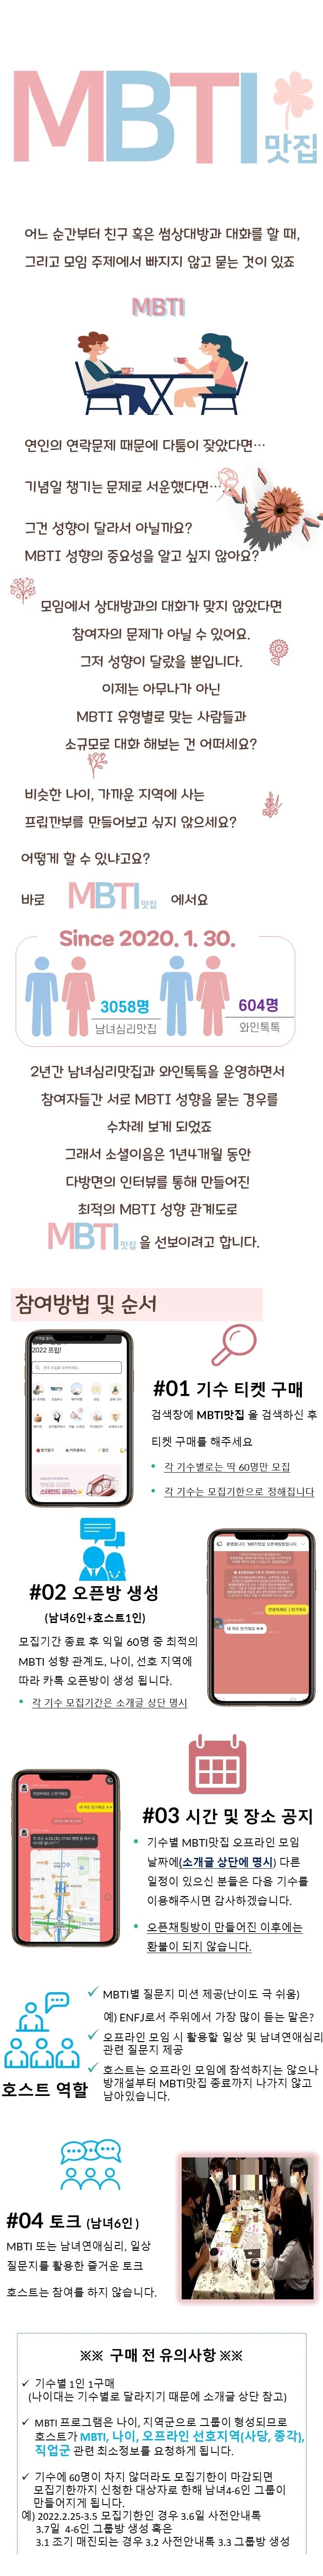 MBTI
맛집
어느 순간부터 친구 혹은 썸상대방과 대화를 할 때,
그리고 모임 주제에서 빠지지 않고 묻는 것이 있죠
MBTI
연인의 연락문제 때문에 다툼이 잦았다면…
기념일 챙기는 문제로 서운했다면…
그건 성향이 달라서 아닐까요?
MBTI 성향의 중요성을 알고 싶지 않아요?
모임에서 상대방과의 대화가 맞지 않았다면
참여자의 문제가 아닐 수 있어요.
그저 성향이 달랐을 뿐입니다.
이제는 아무나가 아닌
MBTI 유형별로 맞는 사람들과
소규모로 대화 해보는 건 어떠세요?
비슷한 나이, 가까운 지역에 사는
프립깐부를 만들어보고 싶지 않으세요?
어떻게 할 수 있냐고요?
바로 MBTI 맛집 에서요
Since 2020. 1. 30.
3058명
남녀심리맛집
604명
와인톡톡
2년간 남녀심리맛집과 와인톡톡을 운영하면서
참여자들간 서로 MBTI 성향을 묻는 경우를
수차례 보게 되었죠
그래서 소셜이음은 1년4개월 동안
다방면의 인터뷰를 통해 만들어진
최적의 MBTI 성향 관계도로
MBTI 맛집 을 선보이려고 합니다.
참여방법 및 순서
2022 프립!
#01 기수 티켓 구매
검색창에 MBTI맛집 을 검색하신 후
티켓 구매를 해주세요
• 각 기수별로는 딱 60명만 모집
• 각 기수는 모집기한으로 정해집니다
#02 오픈방 생성
(남녀6인+호스트1인)
모집기간 종료 후 익일 60명 중 최적의
MBTI 성향 관계도, 나이, 선호 지역에
따라 카톡 오픈방이 생성 됩니다.
• 각 기수 모집기간은 소개글 상단 명시
#03 시간 및 장소 공지
• 기수별 MBTI맛집 오프라인 모임
날짜에(소개글 상단에 명시) 다른
일정이 있으신 분들은 다음 기수를
이용해주시면 감사하겠습니다.
• 오픈채팅방이 만들어진 이후에는
환불이 되지 않습니다.
호스트 역할
✓ MBTI별 질문지 미션 제공(난이도 극 쉬움)
예) ENFJ로서 주위에서 가장 많이 듣는 말은?
✓ 오프라인 모임 시 활용할 일상 및 남녀연애심리
관련 질문지 제공
✓ 호스트는 오프라인 모임에 참석하지는 않으나
방개설부터 MBTI맛집 종료까지 나가지 않고
남아있습니다.
#04 토크 (남녀6인)
MBTI 또는 남녀연애심리, 일상
질문지를 활용한 즐거운 토크
호스트는 참여를 하지 않습니다.
※※ 구매 전 유의사항 ※※
✓ 기수별 1인 1구매
(나이대는 기수별로 달라지기 때문에 소개글 상단 참고)
✓ MBTI 프로그램은 나이, 지역군으로 그룹이 형성되므로
호스트가 MBTI, 나이, 오프라인 선호지역(사당, 종각),
직업군 관련 최소정보를 요청하게 됩니다.
✓ 기수에 60명이 차지 않더라도 모집기한이 마감되면
모집기한까지 신청한 대상자로 한해 남녀4-6인 그룹이
만들어지게 됩니다.
예) 2022.2.25-3.5 모집기한인 경우 3.6일 사전안내톡
3.7일 4-6인 그룹방 생성 혹은
3.1 조기 매진되는 경우 3.2 사전안내톡 3.3 그룹방 생성